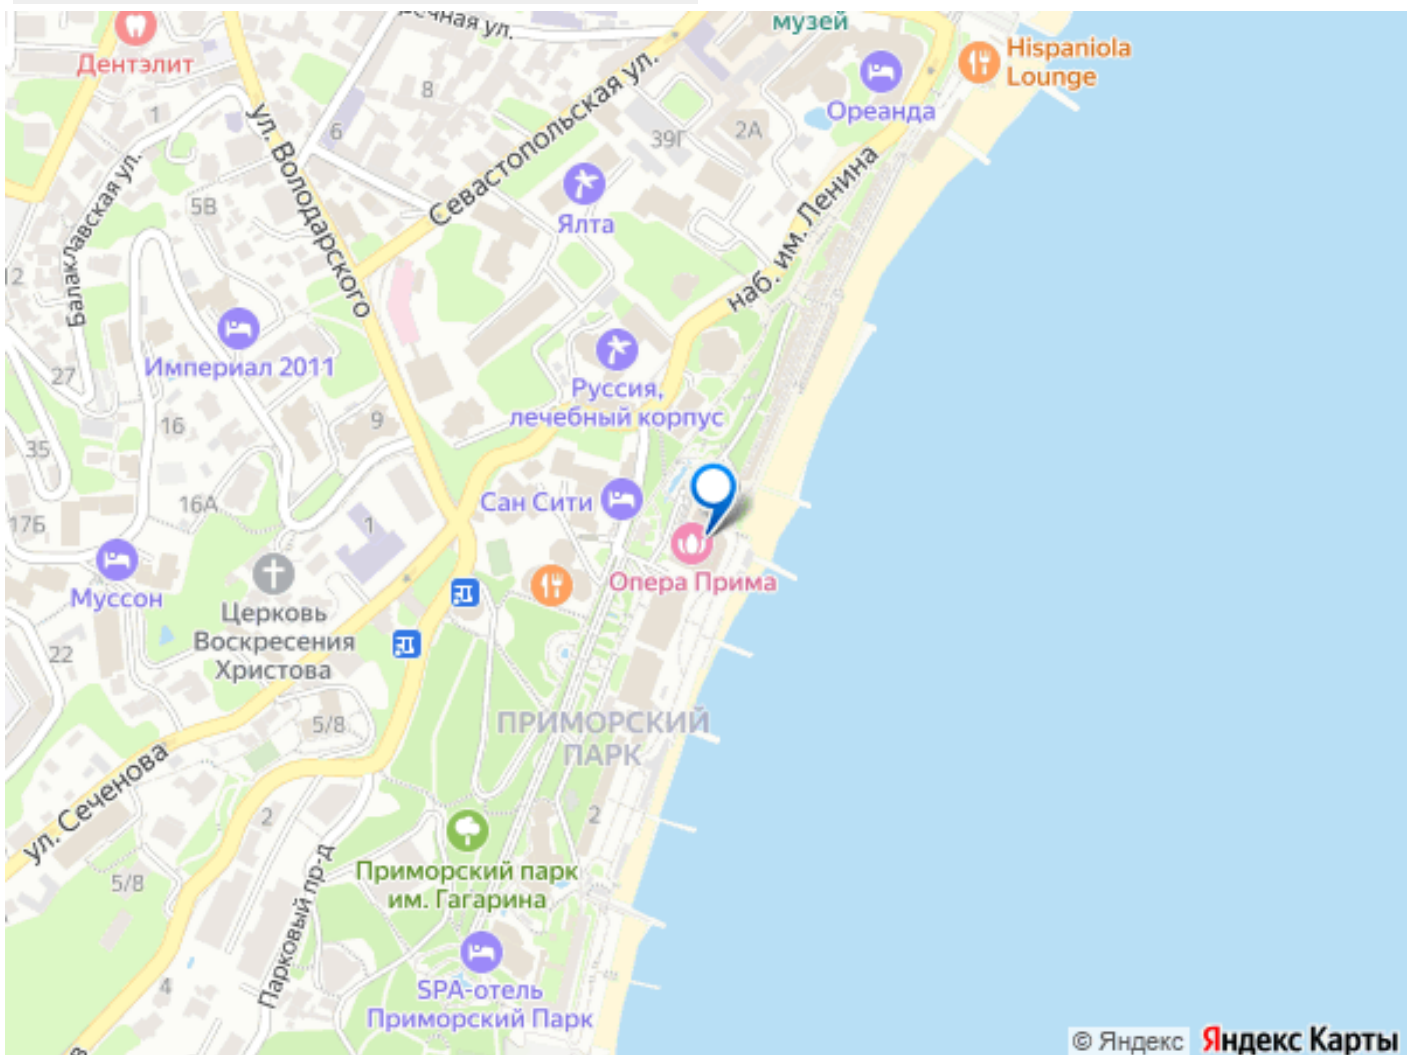 музей
Hispaniola
Lounge
Дентэлит
Ореанда
8
1
6
39Г
2А
ул. Володарского
Севастопольская ул.
Балаклавская ул.
5В
Ялта
наб. им. Ленина
12
Империал 2011
27
Руссия,
лечебный корпус
16
9
35
16А
Сан Сити
17Б
1
Муссон
Опера Прима
Церковь
Воскресения
Христова
22
5/8
ПРИМОРСКИЙ
ПАРК
ул. Сеченова
2
2
5/8
Парковый пр-д
Приморский парк
им. Гагарина
4
SPA-отель
Приморский Парк
© Яндекс
Яндекс Карты